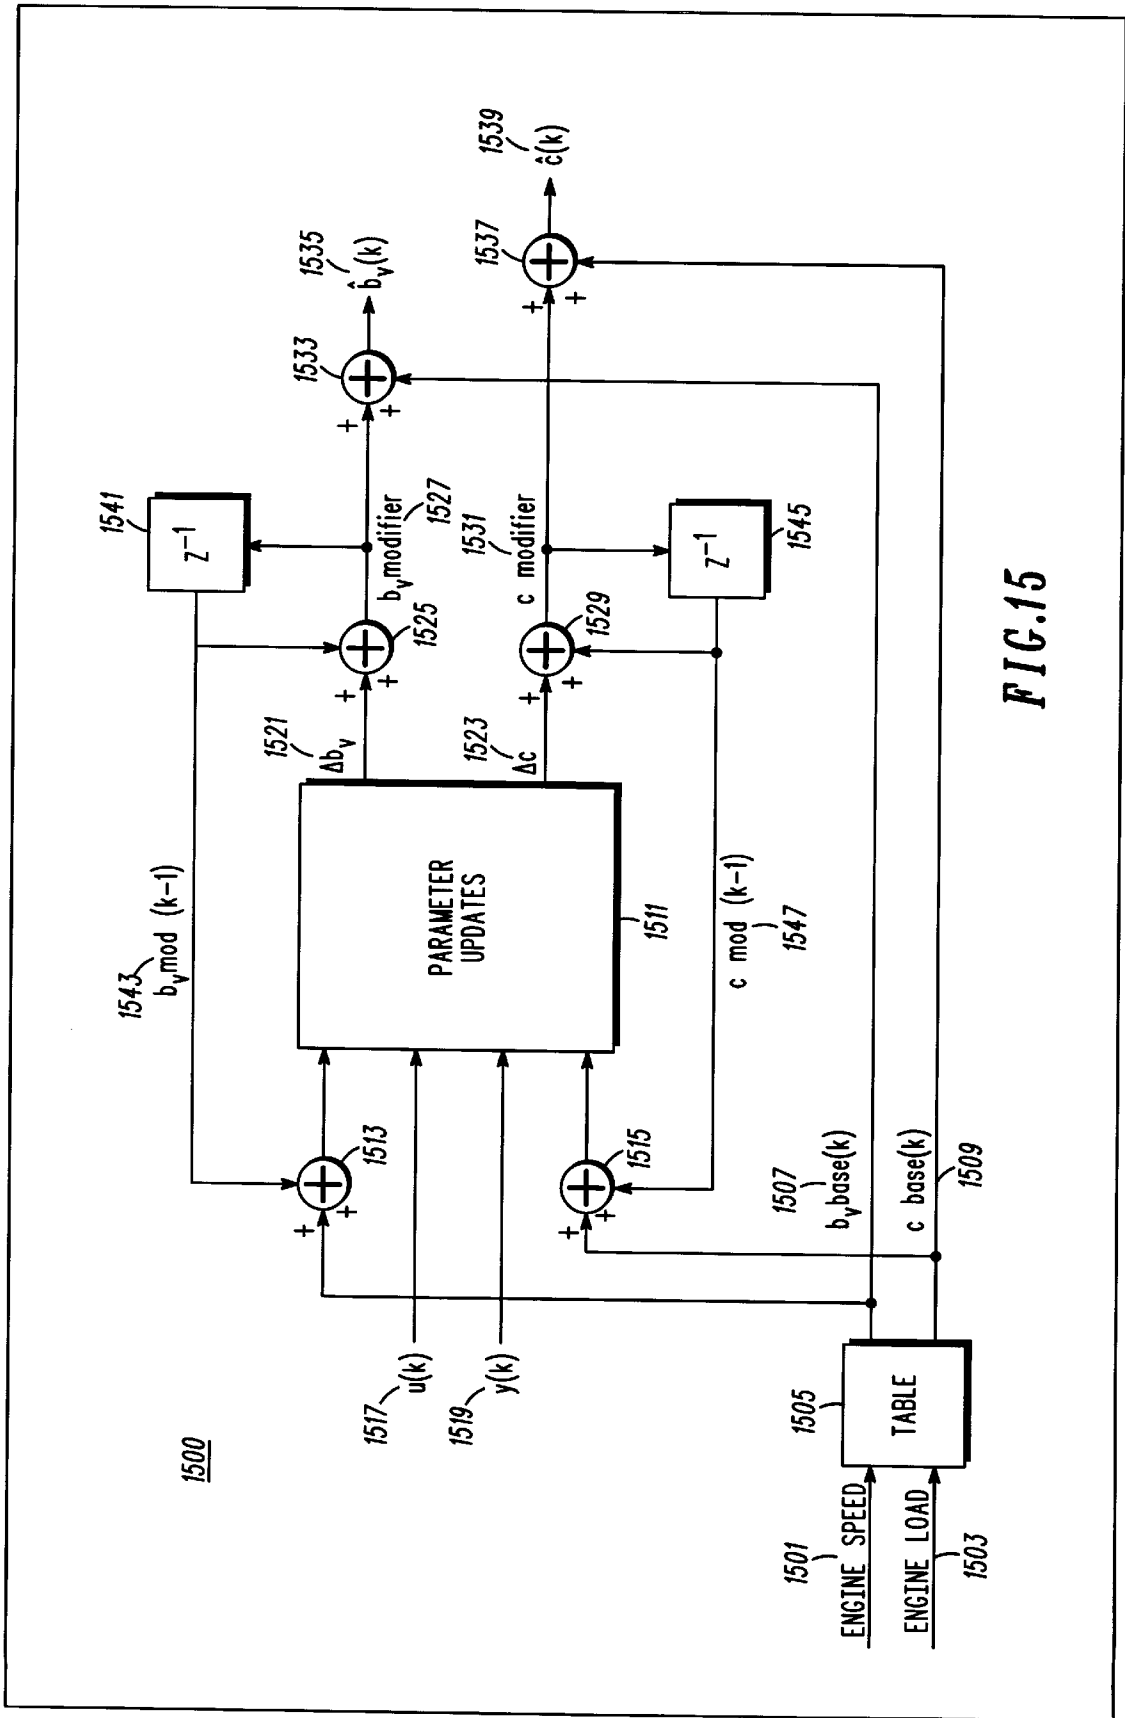 1500
1501
ENGINE SPEED
ENGINE LOAD
1503
1505
TABLE
1507
b_v base(k)
c base(k)
1509
1517
u(k)
1519
y(k)
1513
+
+
1515
+
+
1543
b_v mod (k-1)
PARAMETER
UPDATES
1511
c mod (k-1)
1547
1521
Δb_v
1523
Δc
+
+
1525
+
+
1529
1541
z⁻¹
b_v modifier
1527
1531
c modifier
z⁻¹
1545
1533
+
+
1535
b̂_v(k)
1537
+
+
1539
ĉ(k)
FIG.15